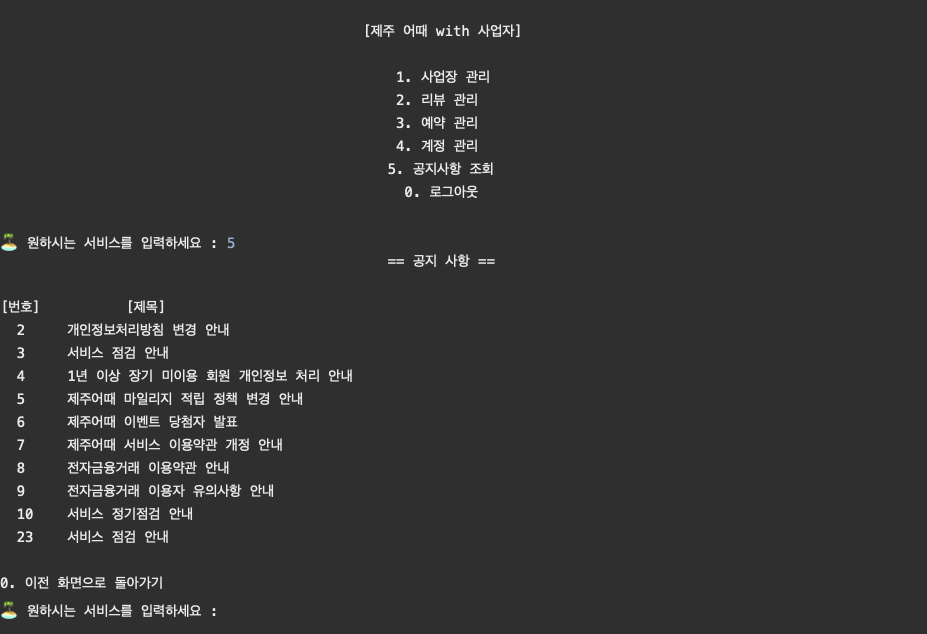 [제주 어때 with 사업자]
1. 사업장 관리
2. 리뷰 관리
3. 예약 관리
4. 계정 관리
5. 공지사항 조회
0. 로그아웃
🏝 원하시는 서비스를 입력하세요 : 5
== 공지 사항 ==
[번호] [제목]
2 개인정보처리방침 변경 안내
3 서비스 점검 안내
4 1년 이상 장기 미이용 회원 개인정보 처리 안내
5 제주어때 마일리지 적립 정책 변경 안내
6 제주어때 이벤트 당첨자 발표
7 제주어때 서비스 이용약관 개정 안내
8 전자금융거래 이용약관 안내
9 전자금융거래 이용자 유의사항 안내
10 서비스 정기점검 안내
23 서비스 점검 안내
0. 이전 화면으로 돌아가기
🏝 원하시는 서비스를 입력하세요 :